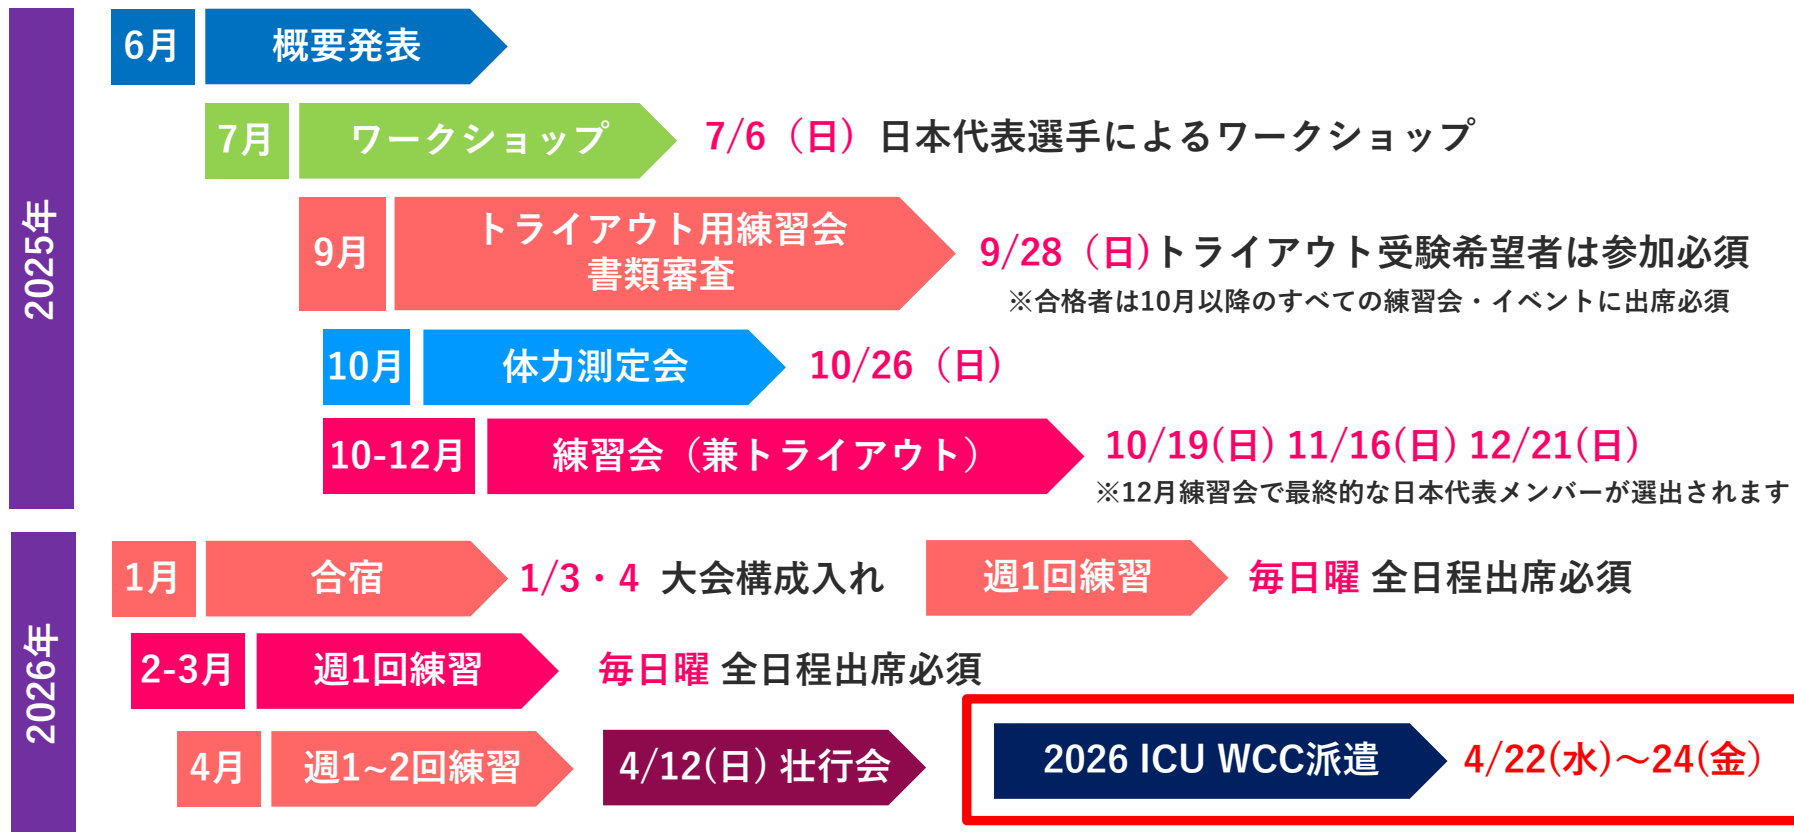 2025年
6月 概要発表
7月 ワークショップ 7/6（日）日本代表選手によるワークショップ
9月 トライアウト用練習会
書類審査
9/28（日)トライアウト受験希望者は参加必須
※合格者は10月以降のすべての練習会・イベントに出席必須
10月 体力測定会 10/26（日）
10-12月 練習会（兼トライアウト） 10/19(日) 11/16(日) 12/21(日)
※12月練習会で最終的な日本代表メンバーが選出されます
2026年
1月 合宿 1/3・4 大会構成入れ 週1回練習 毎日曜 全日程出席必須
2-3月 週1回練習 毎日曜 全日程出席必須
4月 週1~2回練習 4/12(日) 壮行会 2026 ICU WCC派遣 4/22(水)～24(金）